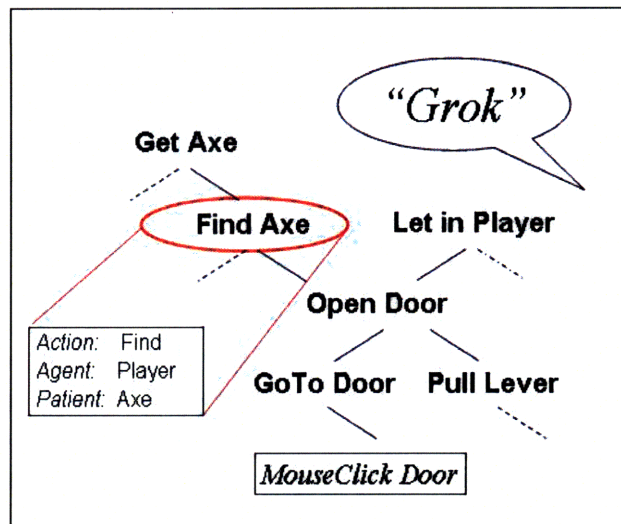 “Grok”
Get Axe
Find Axe
Let in Player
Open Door
Action: Find
Agent: Player
Patient: Axe
GoTo Door
Pull Lever
MouseClick Door